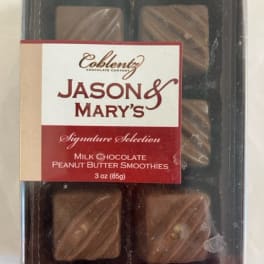 Coblentz
CHOCOLATE COMPANY
JASON &
MARY'S
Signature Selection
MILK CHOCOLATE
PEANUT BUTTER SMOOTHIES
3 oz (85g)